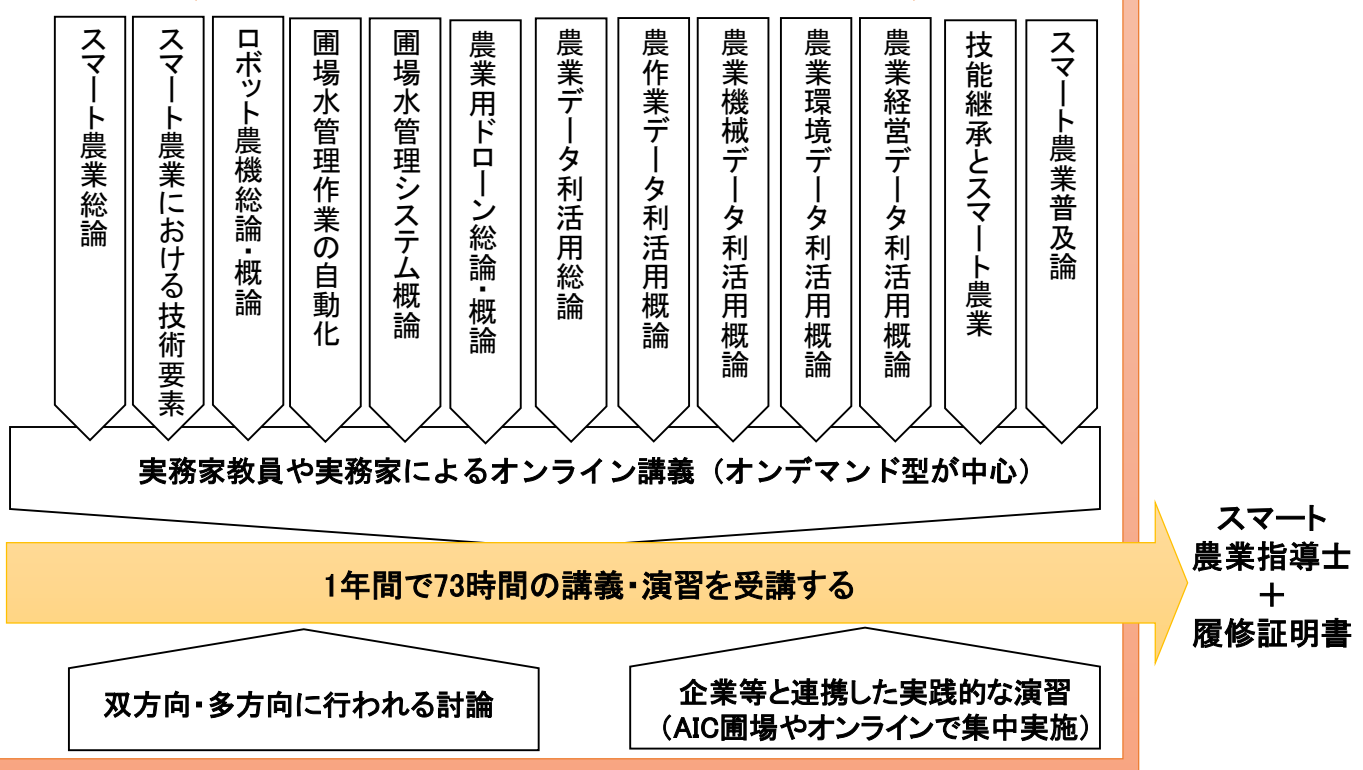 スマート農業総論
スマート農業における技術要素
ロボット農機総論・概論
圃場水管理作業の自動化
圃場水管理システム概論
農業用ドローン総論・概論
農業データ利活用総論
農作業データ利活用概論
農業機械データ利活用概論
農業環境データ利活用概論
農業経営データ利活用概論
技能継承とスマート農業
スマート農業普及論
実務家教員や実務家によるオンライン講義（オンデマンド型が中心）
1年間で73時間の講義・演習を受講する
スマート
農業指導士
＋
履修証明書
双方向・多方向に行われる討論
企業等と連携した実践的な演習
（AIC圃場やオンラインで集中実施）